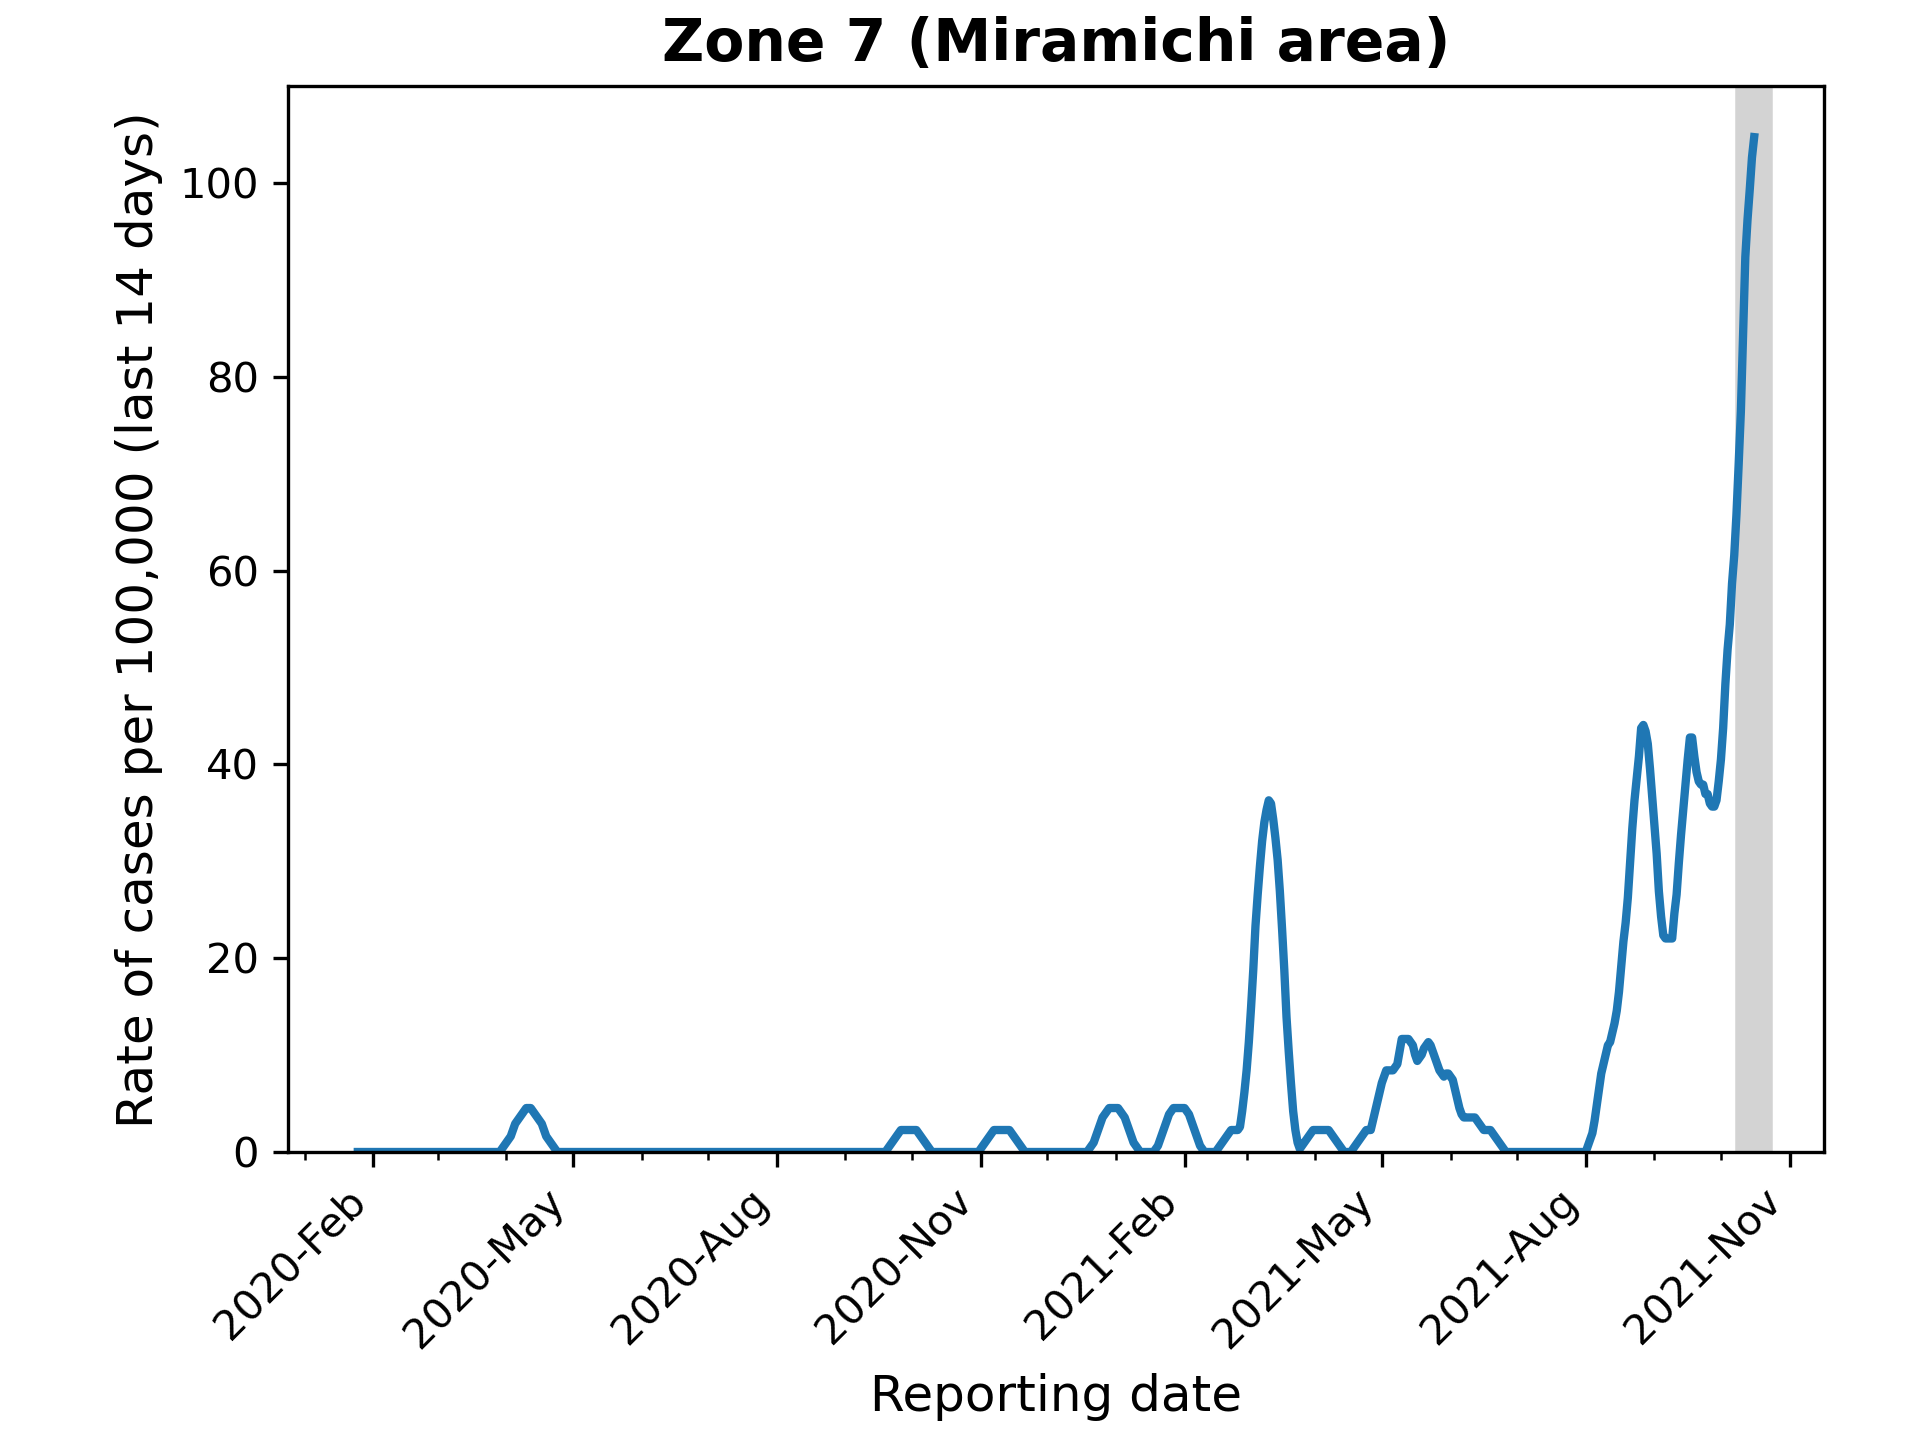 Zone 7 (Miramichi area)
Rate of cases per 100,000 (last 14 days)
100
80
60
40
20
0
2020-Feb
2020-May
2020-Aug
2020-Nov
2021-Feb
2021-May
2021-Aug
2021-Nov
Reporting date